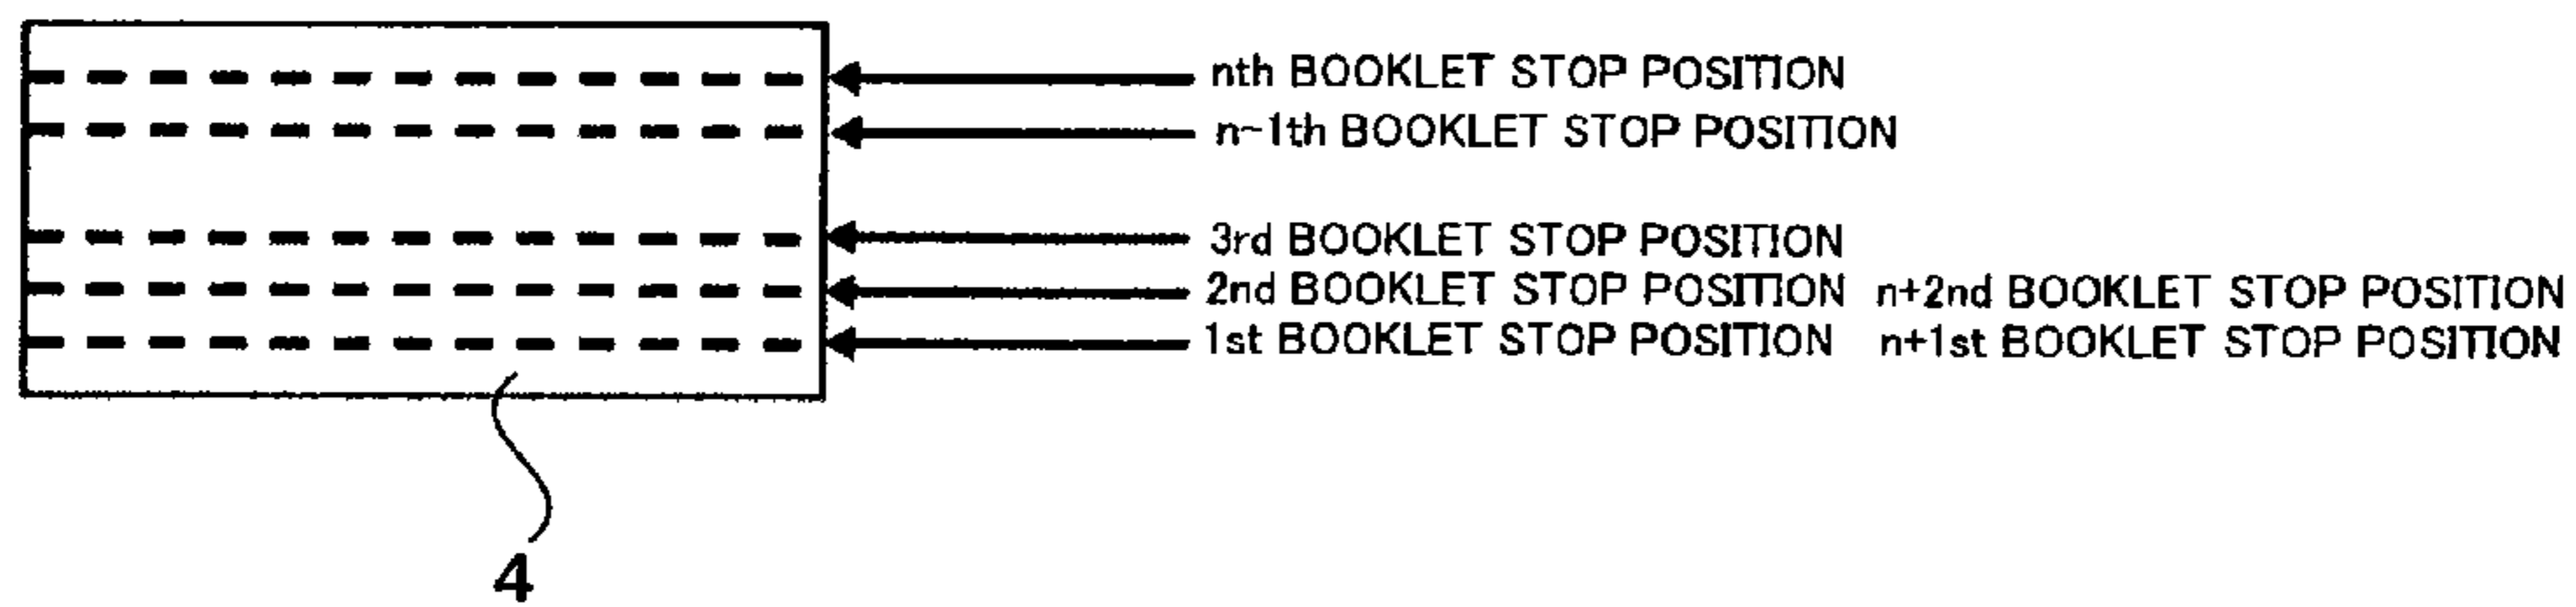 nth BOOKLET STOP POSITION
n-1th BOOKLET STOP POSITION
3rd BOOKLET STOP POSITION
2nd BOOKLET STOP POSITION n+2nd BOOKLET STOP POSITION
1st BOOKLET STOP POSITION n+1st BOOKLET STOP POSITION
4